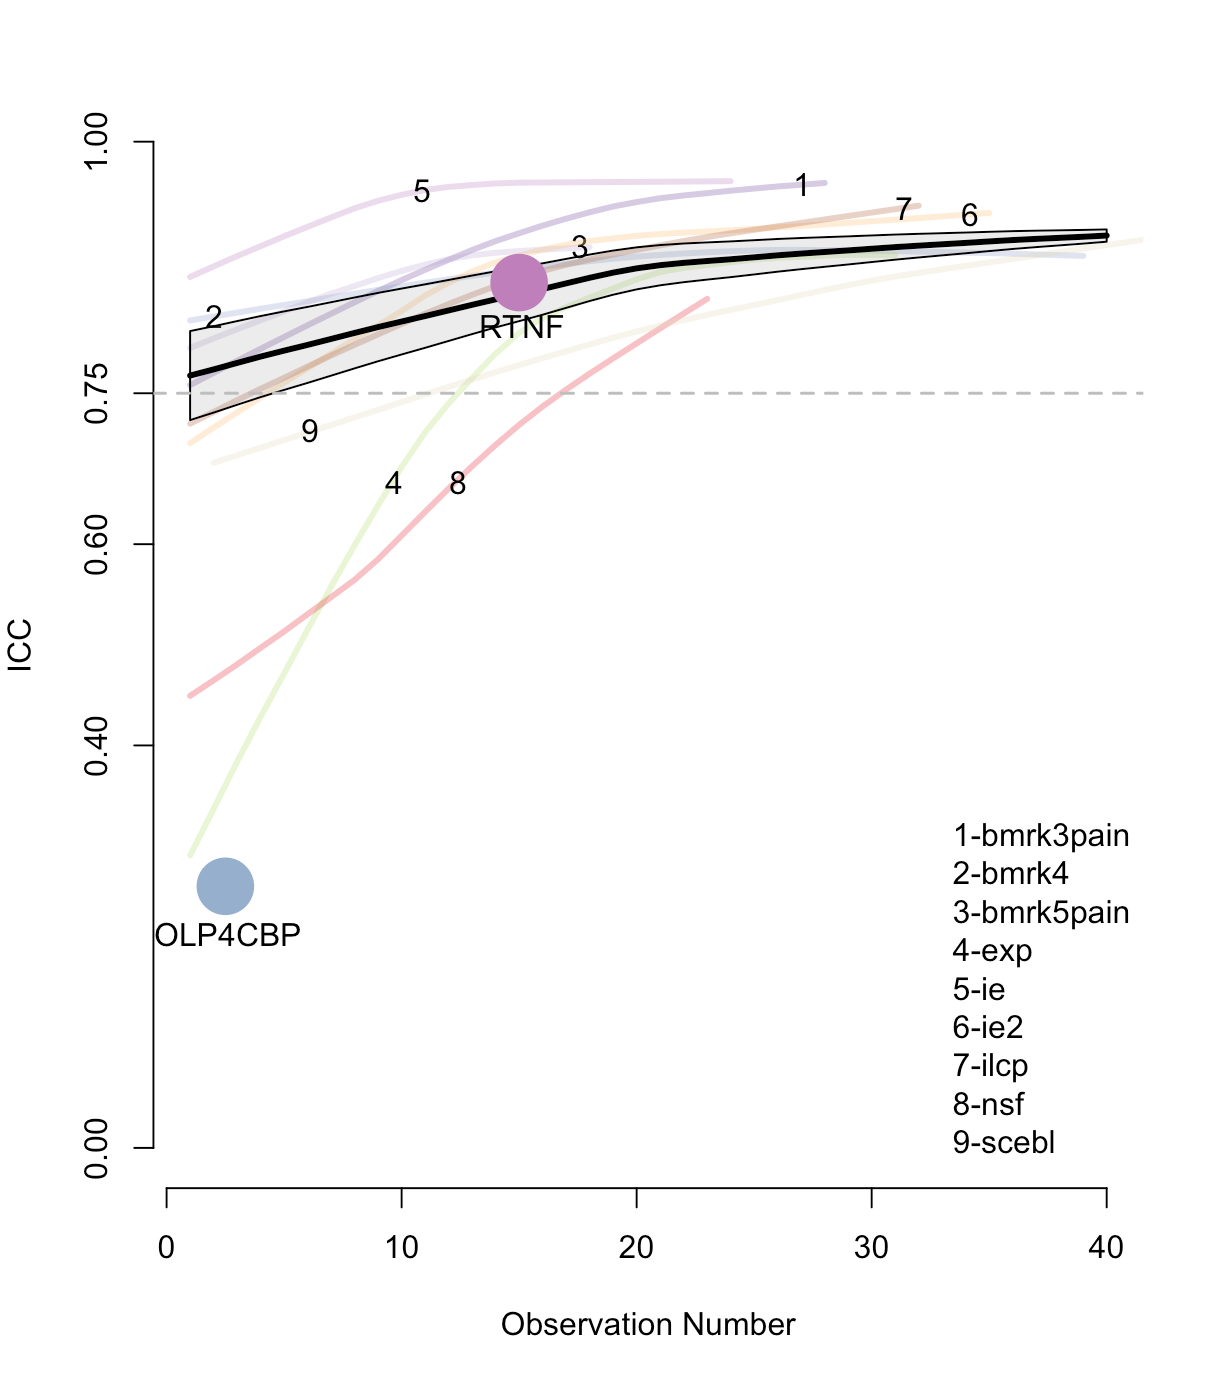 1.00
0.75
0.60
0.40
0.00
ICC
5
1
7
6
3
2
RTNF
9
4
8
OLP4CBP
1-bmrk3pain
2-bmrk4
3-bmrk5pain
4-exp
5-ie
6-ie2
7-ilcp
8-nsf
9-scebl
0 10 20 30 40
Observation Number